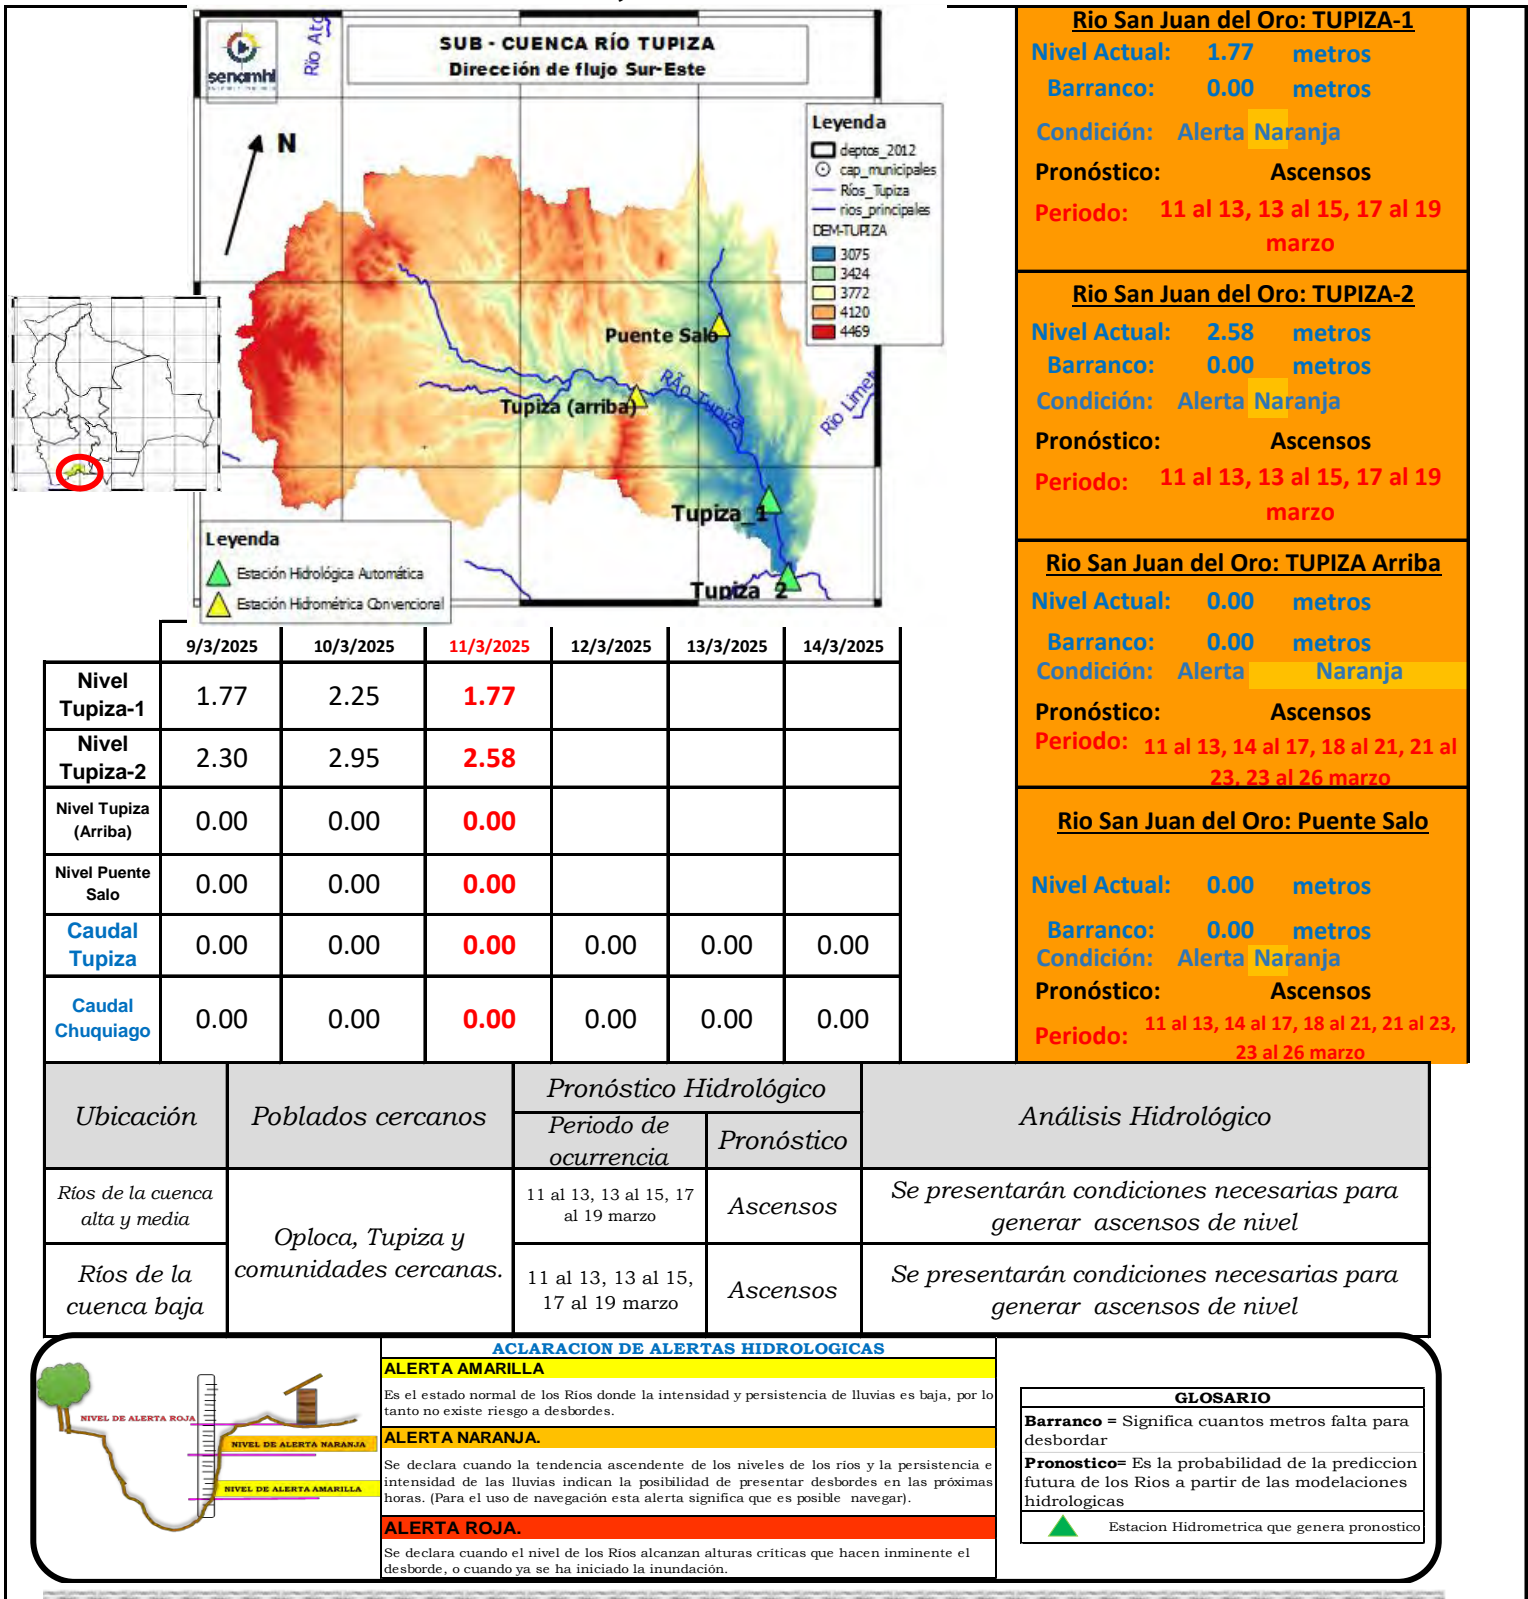 SUB - CUENCA RÍO TUPIZA
Dirección de flujo Sur-Este
senamhi
N
Leyenda
deptos_2012
cap_municipales
Ríos_Tupiza
rios_principales
DEM-TUPIZA
3075
3424
3772
4120
4469
Puente Salo
Tupiza (arriba)
RÃ­o Tupiza
Tupiza_1
Tupiza_2
Leyenda
Estación Hidrológica Automática
Estación Hidrométrica Convencional
Rio San Juan del Oro: TUPIZA-1
Nivel Actual: 1.77 metros
Barranco: 0.00 metros
Condición: Alerta Naranja
Pronóstico: Ascensos
Periodo: 11 al 13, 13 al 15, 17 al 19
marzo
Rio San Juan del Oro: TUPIZA-2
Nivel Actual: 2.58 metros
Barranco: 0.00 metros
Condición: Alerta Naranja
Pronóstico: Ascensos
Periodo: 11 al 13, 13 al 15, 17 al 19
marzo
Rio San Juan del Oro: TUPIZA Arriba
Nivel Actual: 0.00 metros
Barranco: 0.00 metros
Condición: Alerta Naranja
Pronóstico: Ascensos
Periodo: 11 al 13, 14 al 17, 18 al 21, 21 al
23, 23 al 26 marzo
Rio San Juan del Oro: Puente Salo
Nivel Actual: 0.00 metros
Barranco: 0.00 metros
Condición: Alerta Naranja
Pronóstico: Ascensos
Periodo: 11 al 13, 14 al 17, 18 al 21, 21 al 23,
23 al 26 marzo
9/3/2025 10/3/2025 11/3/2025 12/3/2025 13/3/2025 14/3/2025
Nivel
Tupiza-1 1.77 2.25 1.77
Nivel
Tupiza-2 2.30 2.95 2.58
Nivel Tupiza
(Arriba) 0.00 0.00 0.00
Nivel Puente
Salo 0.00 0.00 0.00
Caudal
Tupiza 0.00 0.00 0.00 0.00 0.00 0.00
Caudal
Chuquiago 0.00 0.00 0.00 0.00 0.00 0.00
Ubicación Poblados cercanos Pronóstico Hidrológico Análisis Hidrológico
Periodo de
ocurrencia Pronóstico
Ríos de la cuenca
alta y media
Oploca, Tupiza y
comunidades cercanas.
11 al 13, 13 al 15, 17
al 19 marzo
Ascensos
Se presentarán condiciones necesarias para
generar ascensos de nivel
Ríos de la
cuenca baja
11 al 13, 13 al 15,
17 al 19 marzo
Ascensos
Se presentarán condiciones necesarias para
generar ascensos de nivel
NIVEL DE ALERTA ROJA
NIVEL DE ALERTA NARANJA
NIVEL DE ALERTA AMARILLA
ACLARACION DE ALERTAS HIDROLOGICAS
ALERTA AMARILLA
Es el estado normal de los Rios donde la intensidad y persistencia de lluvias es baja, por lo
tanto no existe riesgo a desbordes.
ALERTA NARANJA.
Se declara cuando la tendencia ascendente de los niveles de los rios y la persistencia e
intensidad de las lluvias indican la posibilidad de presentar desbordes en las próximas
horas. (Para el uso de navegación esta alerta significa que es posible navegar).
ALERTA ROJA.
Se declara cuando el nivel de los Rios alcanzan alturas críticas que hacen inminente el
desborde, o cuando ya se ha iniciado la inundación.
GLOSARIO
Barranco = Significa cuantos metros falta para
desbordar
Pronostico= Es la probabilidad de la prediccion
futura de los Rios a partir de las modelaciones
hidrologicas
Estacion Hidrometrica que genera pronostico